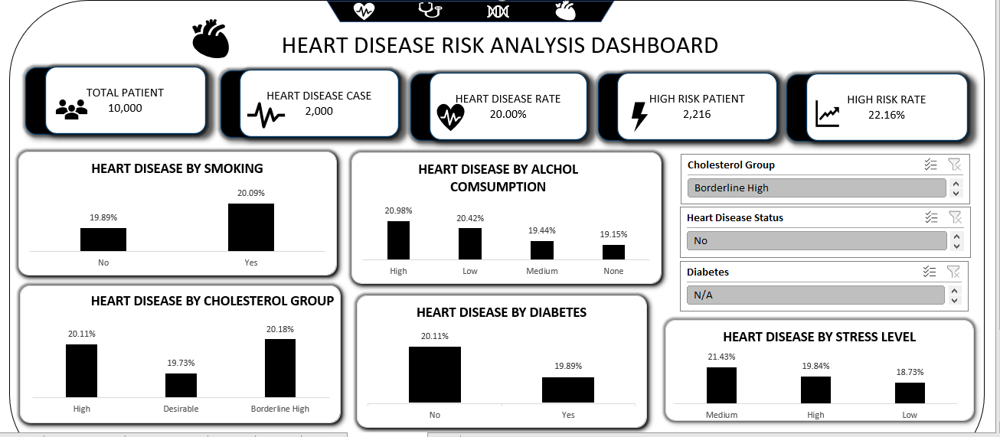 HEART DISEASE RISK ANALYSIS DASHBOARD
TOTAL PATIENT
10,000
HEART DISEASE CASE
2,000
HEART DISEASE RATE
20.00%
HIGH RISK PATIENT
2,216
HIGH RISK RATE
22.16%
HEART DISEASE BY SMOKING
19.89%
20.09%
No
Yes
HEART DISEASE BY ALCHOL
COMSUMPTION
20.98%
20.42%
19.44%
19.15%
High
Low
Medium
None
Cholesterol Group
Borderline High
Heart Disease Status
No
Diabetes
N/A
HEART DISEASE BY CHOLESTEROL GROUP
20.11%
19.73%
20.18%
High
Desirable
Borderline High
HEART DISEASE BY DIABETES
20.11%
19.89%
No
Yes
HEART DISEASE BY STRESS LEVEL
21.43%
19.84%
18.73%
Medium
High
Low